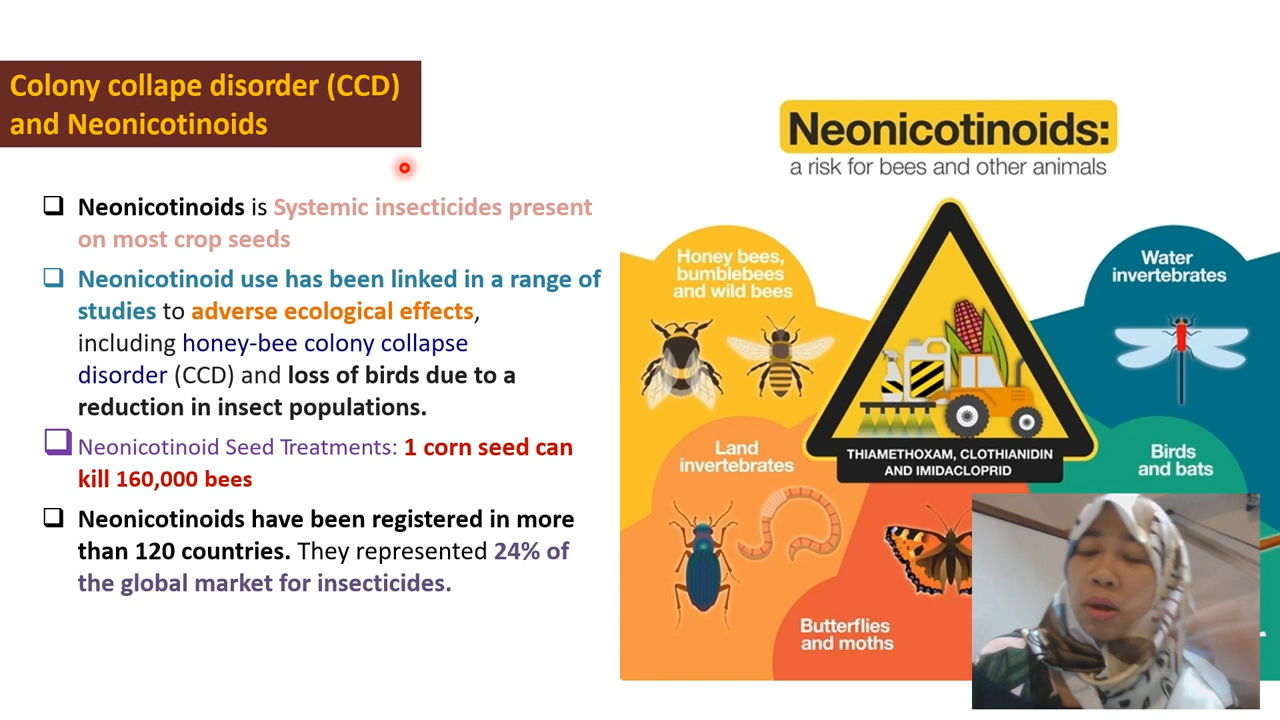 Colony collape disorder (CCD)
and Neonicotinoids
Neonicotinoids is Systemic insecticides present
on most crop seeds
Neonicotinoid use has been linked in a range of
studies to adverse ecological effects,
including honey-bee colony collapse
disorder (CCD) and loss of birds due to a
reduction in insect populations.
Neonicotinoid Seed Treatments: 1 corn seed can
kill 160,000 bees
Neonicotinoids have been registered in more
than 120 countries. They represented 24% of
the global market for insecticides.
Neonicotinoids:
a risk for bees and other animals
Honey bees,
bumblebees
and wild bees
Water
invertebrates
Land
invertebrates
THIAMETHOXAM, CLOTHIANIDIN
AND IMIDACLOPRID
Birds
and bats
Butterflies
and moths